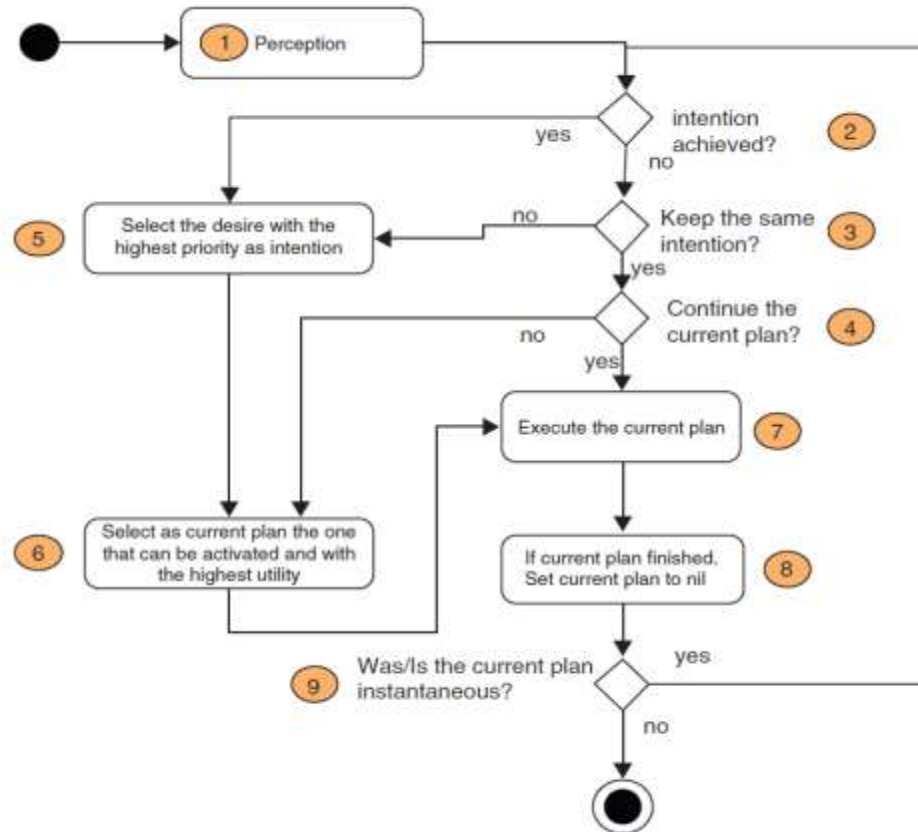 1 Perception
yes
intention
achieved?
2
no
5
Select the desire with the
highest priority as intention
no
Keep the same
intention?
3
yes
no
Continue the
current plan?
4
yes
Execute the current plan
7
6
Select as current plan the one
that can be activated and with
the highest utility
If current plan finished,
Set current plan to nil
8
9
Was/Is the current plan
instantaneous?
yes
no